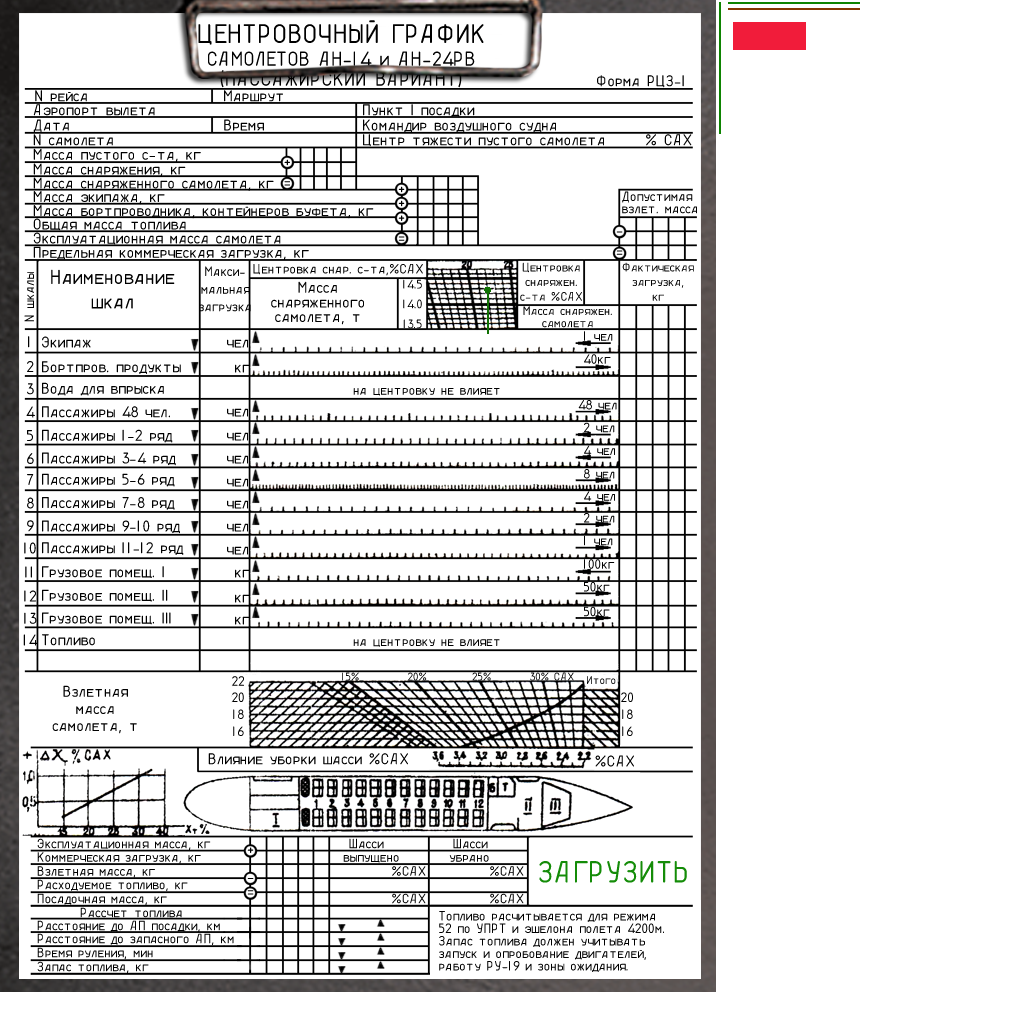 ЦЕНТРОВОЧНЫЙ ГРАФИК
САМОЛЕТОВ АН-14 и АН-24РВ
(ПАССАЖИРСКИЙ ВАРИАНТ)
Форма РЦЗ-1
N РЕЙСА МАРШРУТ
АЭРОПОРТ ВЫЛЕТА ПУНКТ 1 ПОСАДКИ
ДАТА ВРЕМЯ КОМАНДИР ВОЗДУШНОГО СУДНА
N САМОЛЕТА ЦЕНТР ТЯЖЕСТИ ПУСТОГО САМОЛЕТА % САХ
МАССА ПУСТОГО С-ТА, КГ
МАССА СНАРЯЖЕНИЯ, КГ
МАССА СНАРЯЖЕННОГО САМОЛЕТА, КГ
МАССА ЭКИПАЖА, КГ
МАССА БОРТПРОВОДНИКА, КОНТЕЙНЕРОВ БУФЕТА, КГ
ОБЩАЯ МАССА ТОПЛИВА
ЭКСПЛУАТАЦИОННАЯ МАССА САМОЛЕТА
ПРЕДЕЛЬНАЯ КОММЕРЧЕСКАЯ ЗАГРУЗКА, КГ
ДОПУСТИМАЯ
ВЗЛЕТ. МАССА
N ШКАЛЫ
НАИМЕНОВАНИЕ
ШКАЛ
МАКСИ-
МАЛЬНАЯ
ЗАГРУЗКА
ЦЕНТРОВКА СНАР. С-ТА,%САХ
МАССА
СНАРЯЖЕННОГО
САМОЛЕТА, Т
20 25
14.5
14.0
13.5
ЦЕНТРОВКА
СНАРЯЖЕН.
С-ТА %САХ
МАССА СНАРЯЖЕН.
САМОЛЕТА
ФАКТИЧЕСКАЯ
ЗАГРУЗКА,
КГ
1 ЭКИПАЖ ЧЕЛ 1 ЧЕЛ
2 БОРТПРОВ. ПРОДУКТЫ КГ 40КГ
3 ВОДА ДЛЯ ВПРЫСКА НА ЦЕНТРОВКУ НЕ ВЛИЯЕТ
4 ПАССАЖИРЫ 48 ЧЕЛ. ЧЕЛ 48 ЧЕЛ
5 ПАССАЖИРЫ 1-2 РЯД ЧЕЛ 2 ЧЕЛ
6 ПАССАЖИРЫ 3-4 РЯД ЧЕЛ 4 ЧЕЛ
7 ПАССАЖИРЫ 5-6 РЯД ЧЕЛ 8 ЧЕЛ
8 ПАССАЖИРЫ 7-8 РЯД ЧЕЛ 4 ЧЕЛ
9 ПАССАЖИРЫ 9-10 РЯД ЧЕЛ 2 ЧЕЛ
10 ПАССАЖИРЫ 11-12 РЯД ЧЕЛ 1 ЧЕЛ
11 ГРУЗОВОЕ ПОМЕЩ. I КГ 100КГ
12 ГРУЗОВОЕ ПОМЕЩ. II КГ 50КГ
13 ГРУЗОВОЕ ПОМЕЩ. III КГ 50КГ
14 ТОПЛИВО НА ЦЕНТРОВКУ НЕ ВЛИЯЕТ
ВЗЛЕТНАЯ
МАССА
САМОЛЕТА, Т
15% 20% 25% 30% САХ ИТОГО
22
20 20
18 18
16 16
+ ΔX % САХ
1,0
0,5
15 20 25 30 40 Xт %
ВЛИЯНИЕ УБОРКИ ШАССИ %САХ 3,6 3,4 3,2 3,0 2,8 2,6 2,4 2,2 %САХ
Б Т
1 2 3 4 5 6 7 8 9 10 11 12
I II III
ЭКСПЛУАТАЦИОННАЯ МАССА, КГ
КОММЕРЧЕСКАЯ ЗАГРУЗКА, КГ
ВЗЛЕТНАЯ МАССА, КГ
РАСХОДУЕМОЕ ТОПЛИВО, КГ
ПОСАДОЧНАЯ МАССА, КГ
ШАССИ ШАССИ
ВЫПУЩЕНО УБРАНО
%САХ %САХ
%САХ %САХ
ЗАГРУЗИТЬ
РАССЧЕТ ТОПЛИВА
РАССТОЯНИЕ ДО АП ПОСАДКИ, КМ
РАССТОЯНИЕ ДО ЗАПАСНОГО АП, КМ
ВРЕМЯ РУЛЕНИЯ, МИН
ЗАПАС ТОПЛИВА, КГ
ТОПЛИВО РАСЧИТЫВАЕТСЯ ДЛЯ РЕЖИМА
52 ПО УПРТ И ЭШЕЛОНА ПОЛЕТА 4200М.
ЗАПАС ТОПЛИВА ДОЛЖЕН УЧИТЫВАТЬ
ЗАПУСК И ОПРОБОВАНИЕ ДВИГАТЕЛЕЙ,
РАБОТУ РУ-19 И ЗОНЫ ОЖИДАНИЯ.